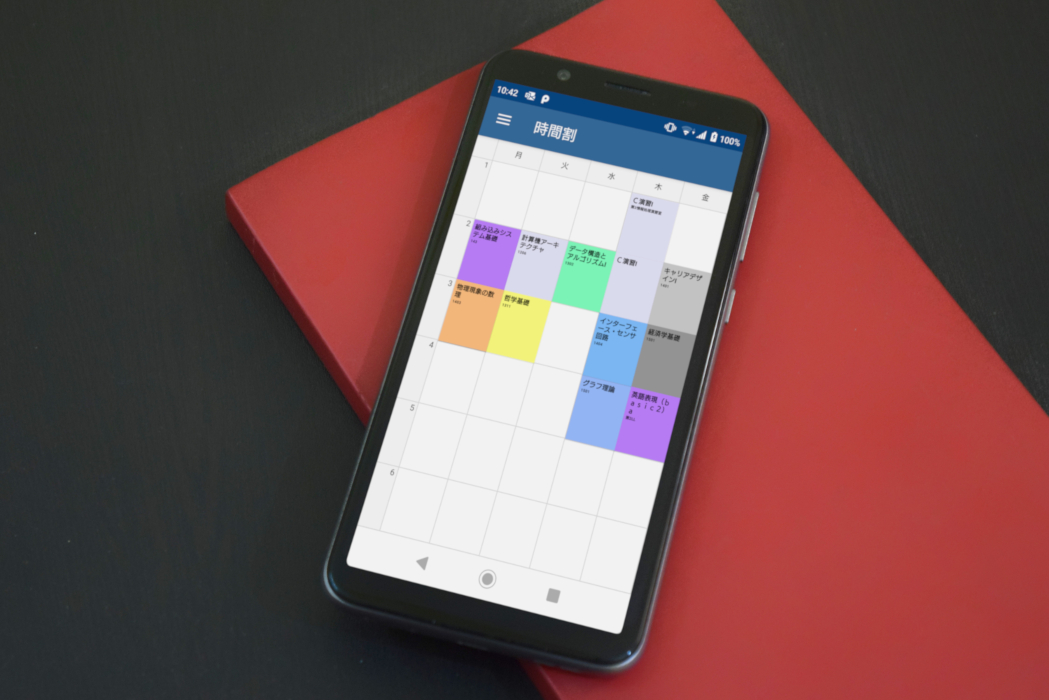 10:42
100%
時間割
月 火 水 木 金
1
C演習I
2
組み込みシス
テム基礎
計算機アーキ
テクチャ
データ構造と
アルゴリズムI
C演習I
キャリアデザ
インI
3
物理現象の数
理
哲学基礎
インターフェ
ース・センサ
回路
経済学基礎
4
グラフ理論
英語表現（b
asic2）
a
5
6